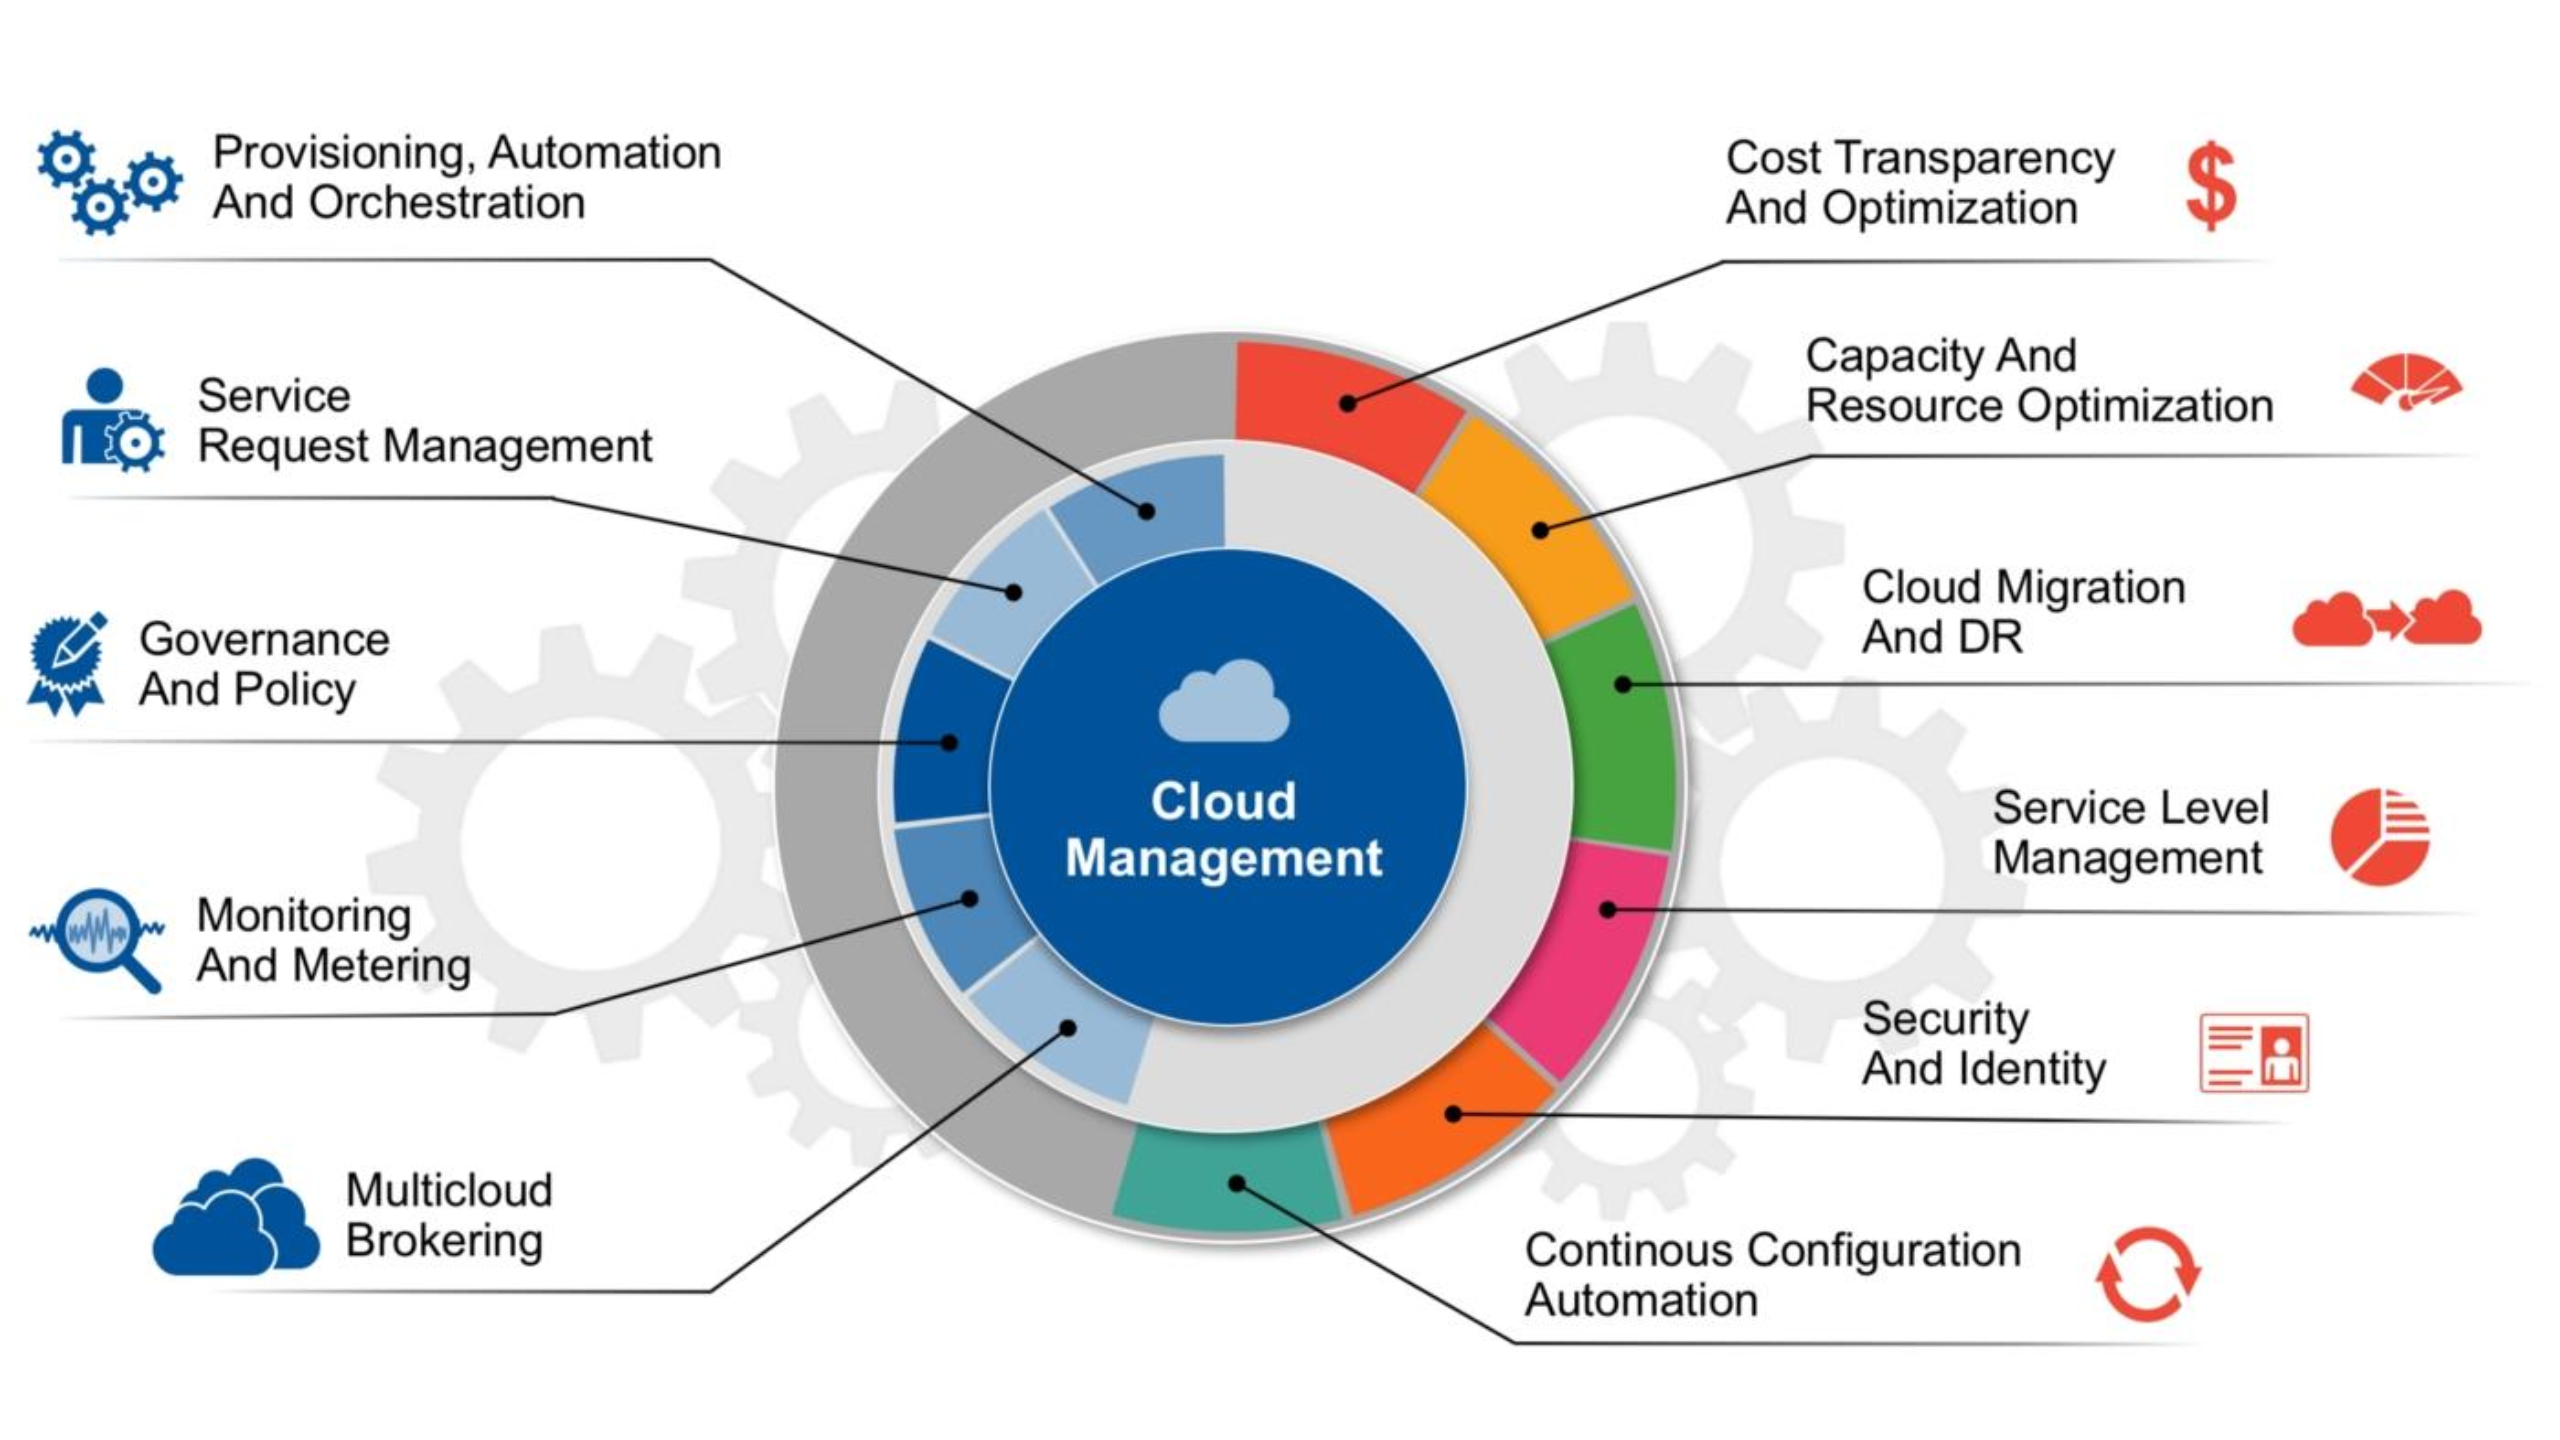 Provisioning, Automation
And Orchestration
Service
Request Management
Governance
And Policy
Monitoring
And Metering
Multicloud
Brokering
Cloud
Management
Cost Transparency
And Optimization
$
Capacity And
Resource Optimization
Cloud Migration
And DR
Service Level
Management
Security
And Identity
Continous Configuration
Automation